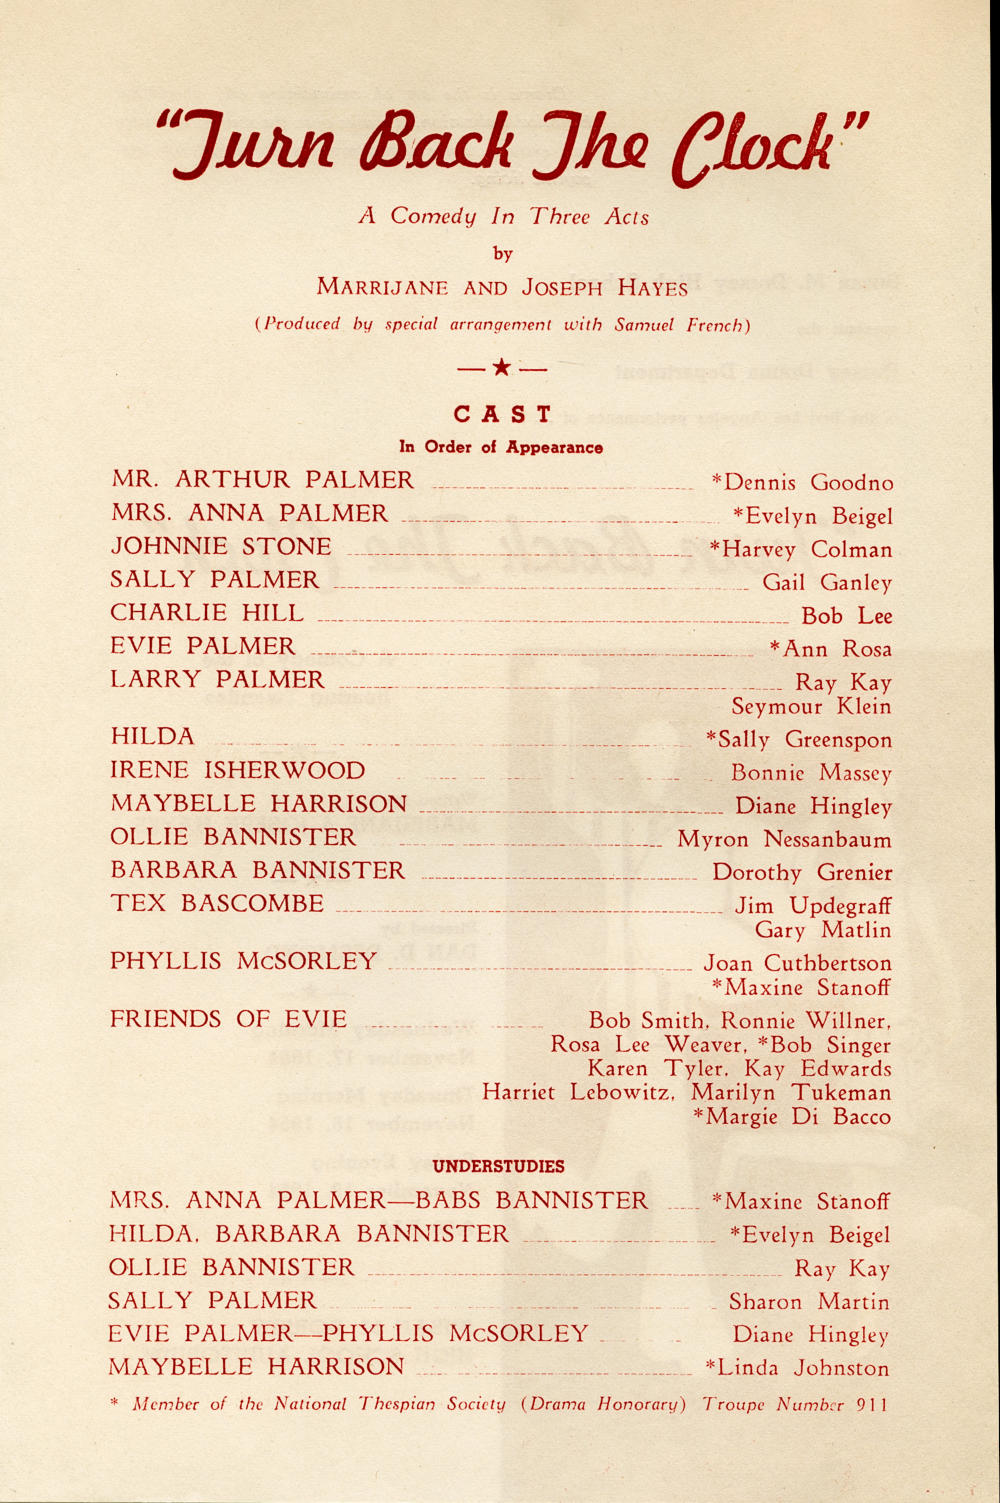 "Turn Back The Clock"
A Comedy In Three Acts
by
MARRIJANE AND JOSEPH HAYES
(Produced by special arrangement with Samuel French)
CAST
In Order of Appearance
MR. ARTHUR PALMER *Dennis Goodno
MRS. ANNA PALMER *Evelyn Beigel
JOHNNIE STONE *Harvey Colman
SALLY PALMER Gail Ganley
CHARLIE HILL Bob Lee
EVIE PALMER *Ann Rosa
LARRY PALMER Ray Kay
Seymour Klein
HILDA *Sally Greenspon
IRENE ISHERWOOD Bonnie Massey
MAYBELLE HARRISON Diane Hingley
OLLIE BANNISTER Myron Nessanbaum
BARBARA BANNISTER Dorothy Grenier
TEX BASCOMBE Jim Updegraff
Gary Matlin
PHYLLIS McSORLEY Joan Cuthbertson
*Maxine Stanoff
FRIENDS OF EVIE Bob Smith, Ronnie Willner,
Rosa Lee Weaver, *Bob Singer
Karen Tyler, Kay Edwards
Harriet Lebowitz, Marilyn Tukeman
*Margie Di Bacco
UNDERSTUDIES
MRS. ANNA PALMER—BABS BANNISTER *Maxine Stanoff
HILDA, BARBARA BANNISTER *Evelyn Beigel
OLLIE BANNISTER Ray Kay
SALLY PALMER Sharon Martin
EVIE PALMER—PHYLLIS McSORLEY Diane Hingley
MAYBELLE HARRISON *Linda Johnston
* Member of the National Thespian Society (Drama Honorary) Troupe Number 911